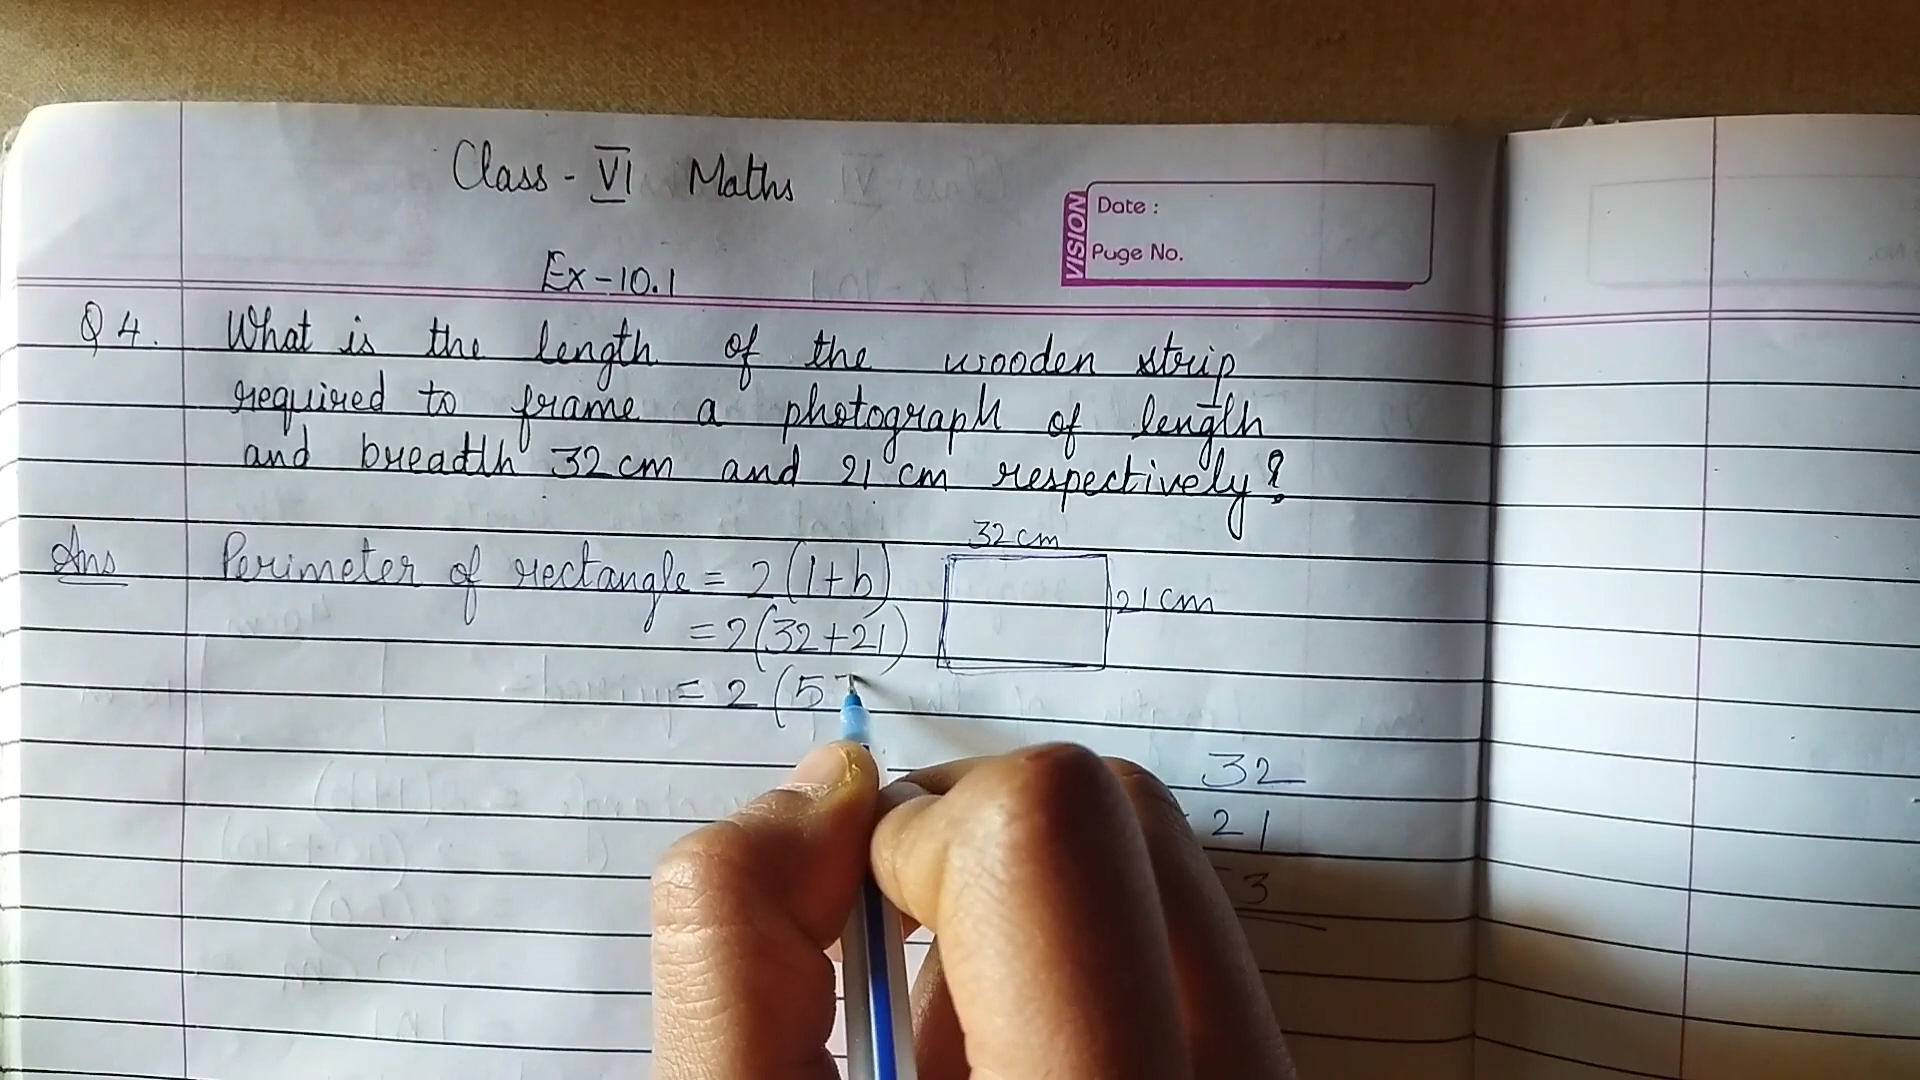 Class - VI Maths
VISION
Date :
Page No.
Ex-10.1
Q 4. What is the length of the wooden strip
required to frame a photograph of length
and breadth 32 cm and 21 cm respectively?
32 cm
Ans Perimeter of rectangle = 2(l+b)
21 cm
= 2(32+21)
= 2 (5
32
21
3